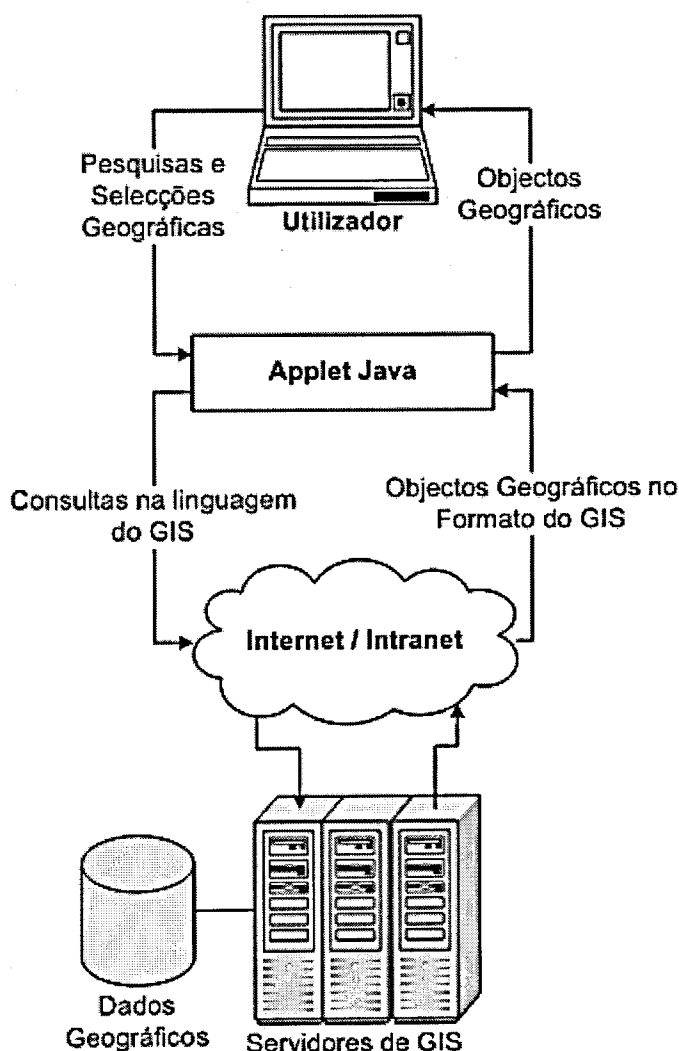 Pesquisas e
Selecções
Geográficas
Utilizador
Objectos
Geográficos
Applet Java
Consultas na linguagem
do GIS
Objectos Geográficos no
Formato do GIS
Internet / Intranet
Dados
Geográficos
Servidores de GIS